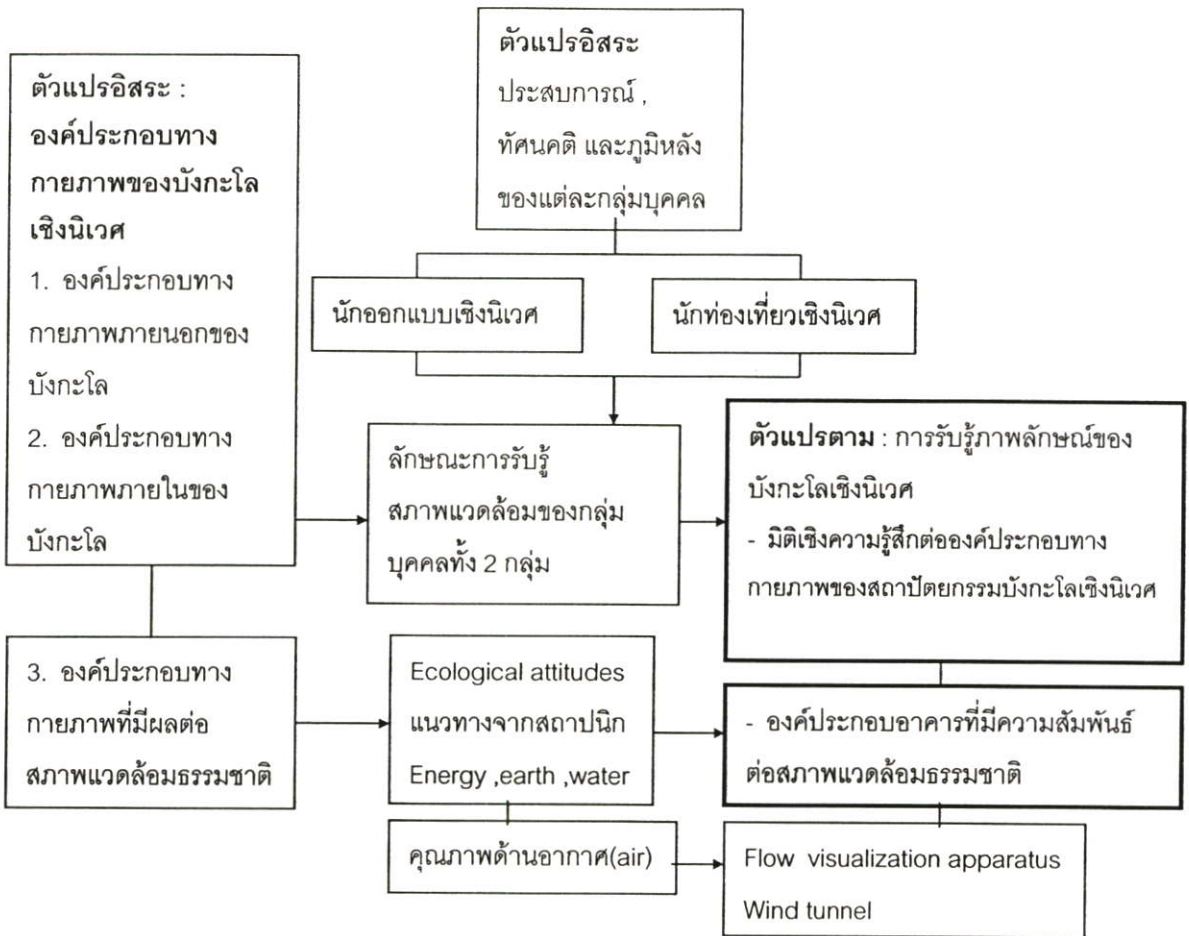 ตัวแปรอิสระ
ประสบการณ์ ,
ทัศนคติ และภูมิหลัง
ของแต่ละกลุ่มบุคคล
ตัวแปรอิสระ :
องค์ประกอบทาง
กายภาพของบังกะโล
เชิงนิเวศ
1. องค์ประกอบทาง
กายภาพภายนอกของ
บังกะโล
2. องค์ประกอบทาง
กายภาพภายในของ
บังกะโล
นักออกแบบเชิงนิเวศ
นักท่องเที่ยวเชิงนิเวศ
ลักษณะการรับรู้
สภาพแวดล้อมของกลุ่ม
บุคคลทั้ง 2 กลุ่ม
ตัวแปรตาม : การรับรู้ภาพลักษณ์ของ
บังกะโลเชิงนิเวศ
- มิติเชิงความรู้สึกต่อองค์ประกอบทาง
กายภาพของสถาปัตยกรรมบังกะโลเชิงนิเวศ
3. องค์ประกอบทาง
กายภาพที่มีผลต่อ
สภาพแวดล้อมธรรมชาติ
Ecological attitudes
แนวทางจากสถาปนิก
Energy ,earth ,water
- องค์ประกอบอาคารที่มีความสัมพันธ์
ต่อสภาพแวดล้อมธรรมชาติ
คุณภาพด้านอากาศ(air)
Flow visualization apparatus
Wind tunnel